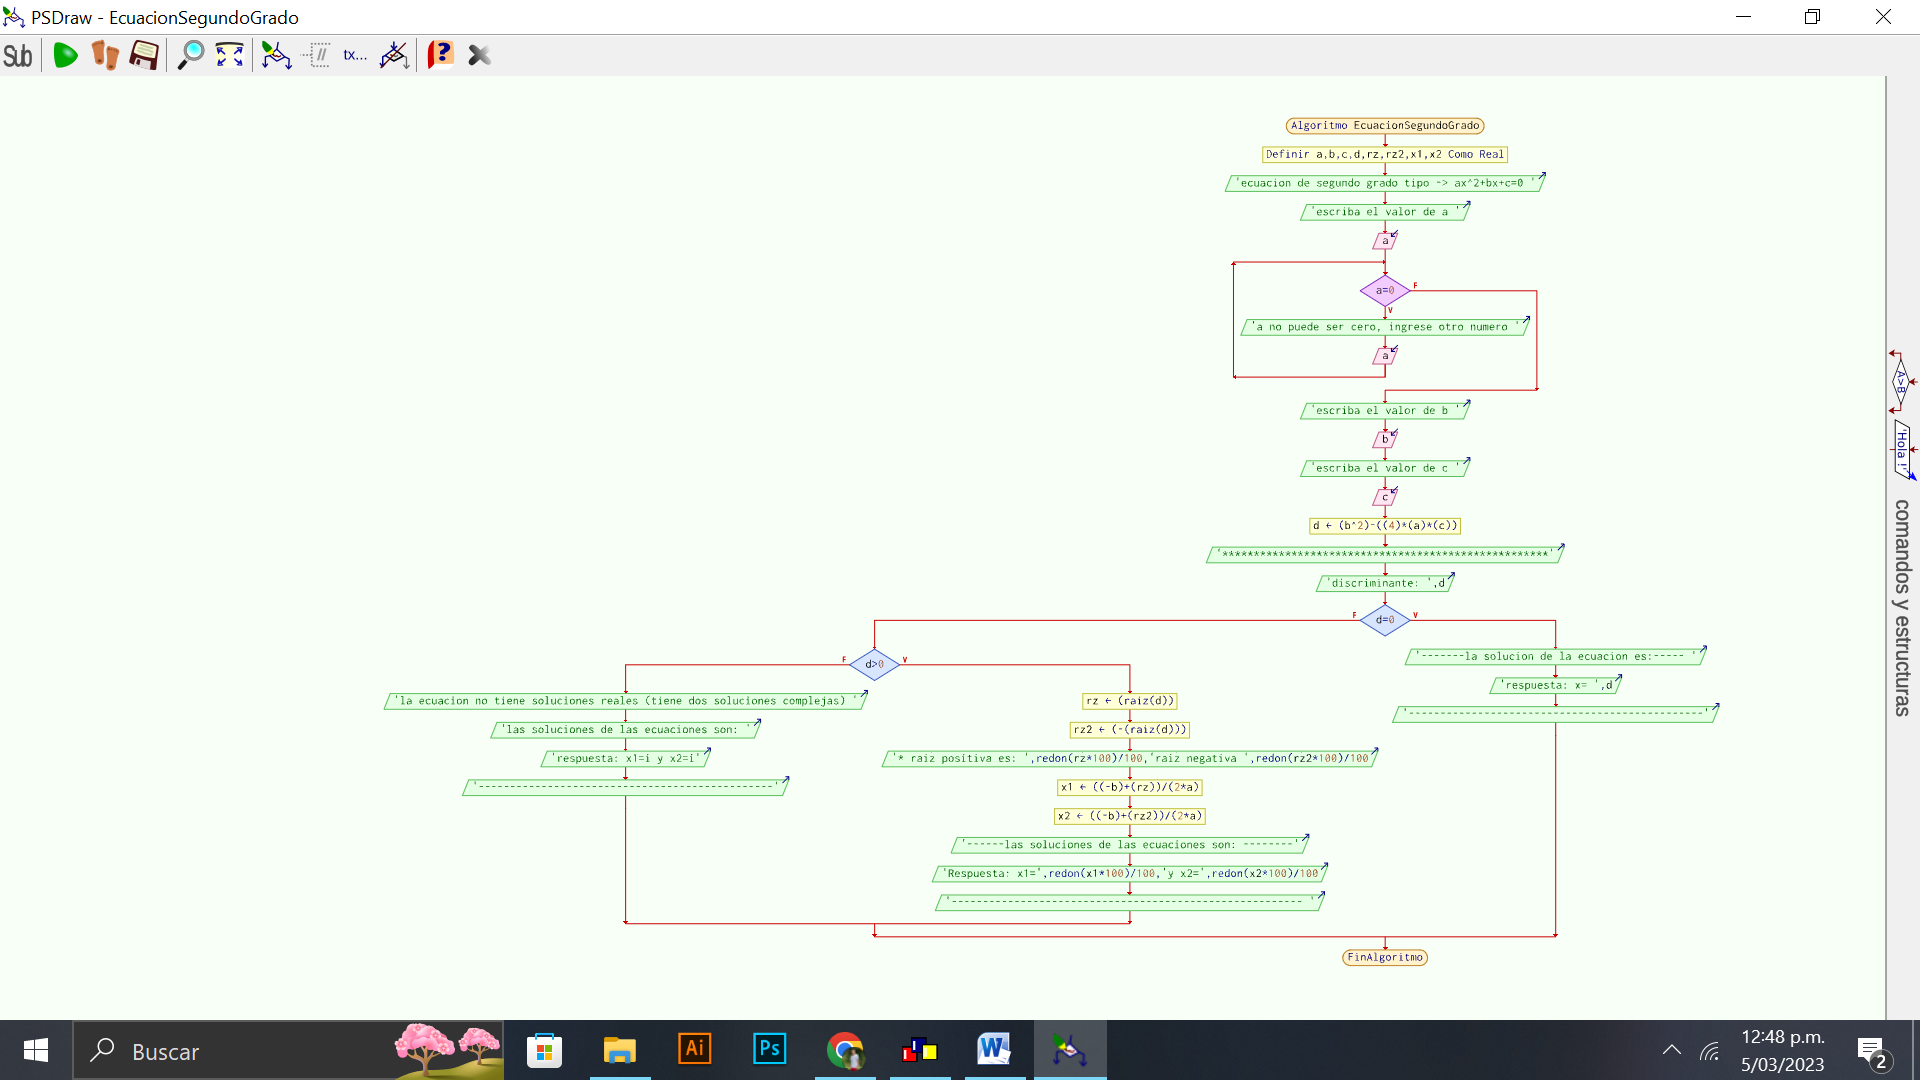 PSDraw - EcuacionSegundoGrado
Sub
tx...
?
Algoritmo EcuacionSegundoGrado
Definir a,b,c,d,rz,rz2,x1,x2 Como Real
'ecuacion de segundo grado tipo -> ax^2+bx+c=0 '
'escriba el valor de a '
a
a=0
F
V
'a no puede ser cero, ingrese otro numero '
a
'escriba el valor de b '
b
'escriba el valor de c '
c
d ← (b^2)-((4)*(a)*(c))
'****************************************************'
'discriminante: ',d
F
d=0
V
'-------la solucion de la ecuacion es:----- '
'respuesta: x= ',d
'-----------------------------------------------'
F
d>0
V
'la ecuacion no tiene soluciones reales (tiene dos soluciones complejas) '
'las soluciones de las ecuaciones son: '
'respuesta: x1=i y x2=i'
'-----------------------------------------------'
rz ← (raiz(d))
rz2 ← (-(raiz(d)))
'* raiz positiva es: ',redon(rz*100)/100,'raiz negativa ',redon(rz2*100)/100
x1 ← ((-b)+(rz))/(2*a)
x2 ← ((-b)+(rz2))/(2*a)
'------las soluciones de las ecuaciones son: --------'
'Respuesta: x1=',redon(x1*100)/100,'y x2=',redon(x2*100)/100
'-------------------------------------------------------- '
FinAlgoritmo
A>B
'Hola !'
comandos y estructuras
Buscar
Ai
Ps
W
12:48 p.m.
5/03/2023
2